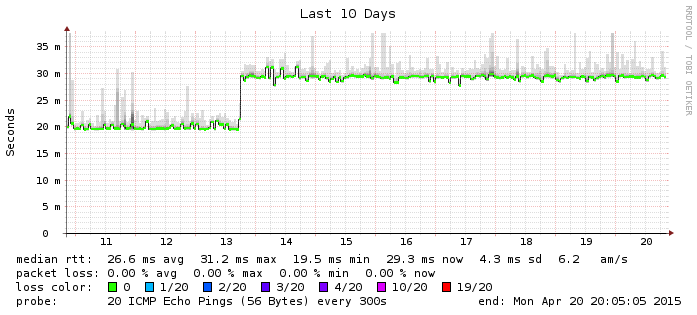 Last 10 Days
RRDTOOL / TOBI OETIKER
Seconds
35 m
30 m
25 m
20 m
15 m
10 m
5 m
0
11 12 13 14 15 16 17 18 19 20
median rtt: 26.6 ms avg 31.2 ms max 19.5 ms min 29.3 ms now 4.3 ms sd 6.2 am/s
packet loss: 0.00 % avg 0.00 % max 0.00 % min 0.00 % now
loss color: 0 1/20 2/20 3/20 4/20 10/20 19/20
probe: 20 ICMP Echo Pings (56 Bytes) every 300s end: Mon Apr 20 20:05:05 2015